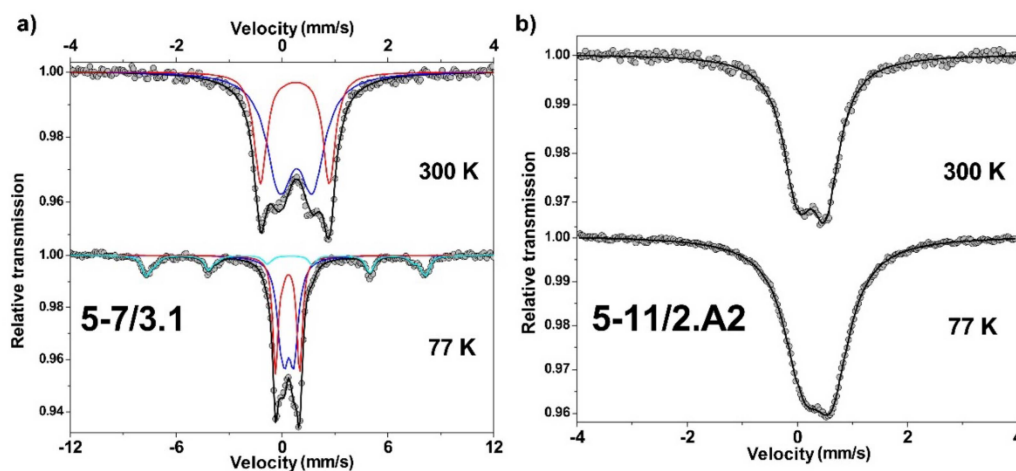 a)
Velocity (mm/s)
-4 -2 0 2 4
1.00
0.98
0.96
300 K
1.00
0.98
0.96
0.94
5-7/3.1
77 K
-12 -6 0 6 12
Velocity (mm/s)
Relative transmission
b)
1.00
0.99
0.98
0.97
300 K
1.00
0.99
0.98
0.97
0.96
5-11/2.A2
77 K
-4 -2 0 2 4
Velocity (mm/s)
Relative transmission